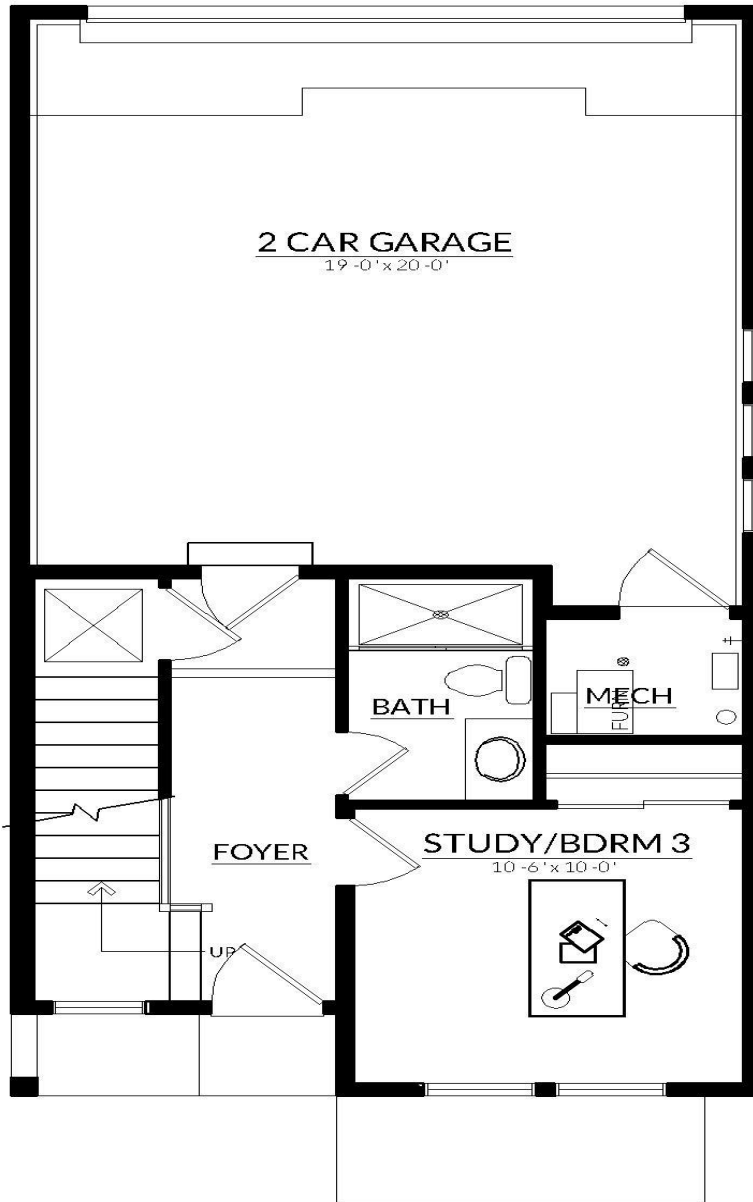 2 CAR GARAGE
19 -0' x 20 -0'
BATH
MECH
FURN
FOYER
STUDY/BDRM 3
10 -6' x 10 -0'
UP